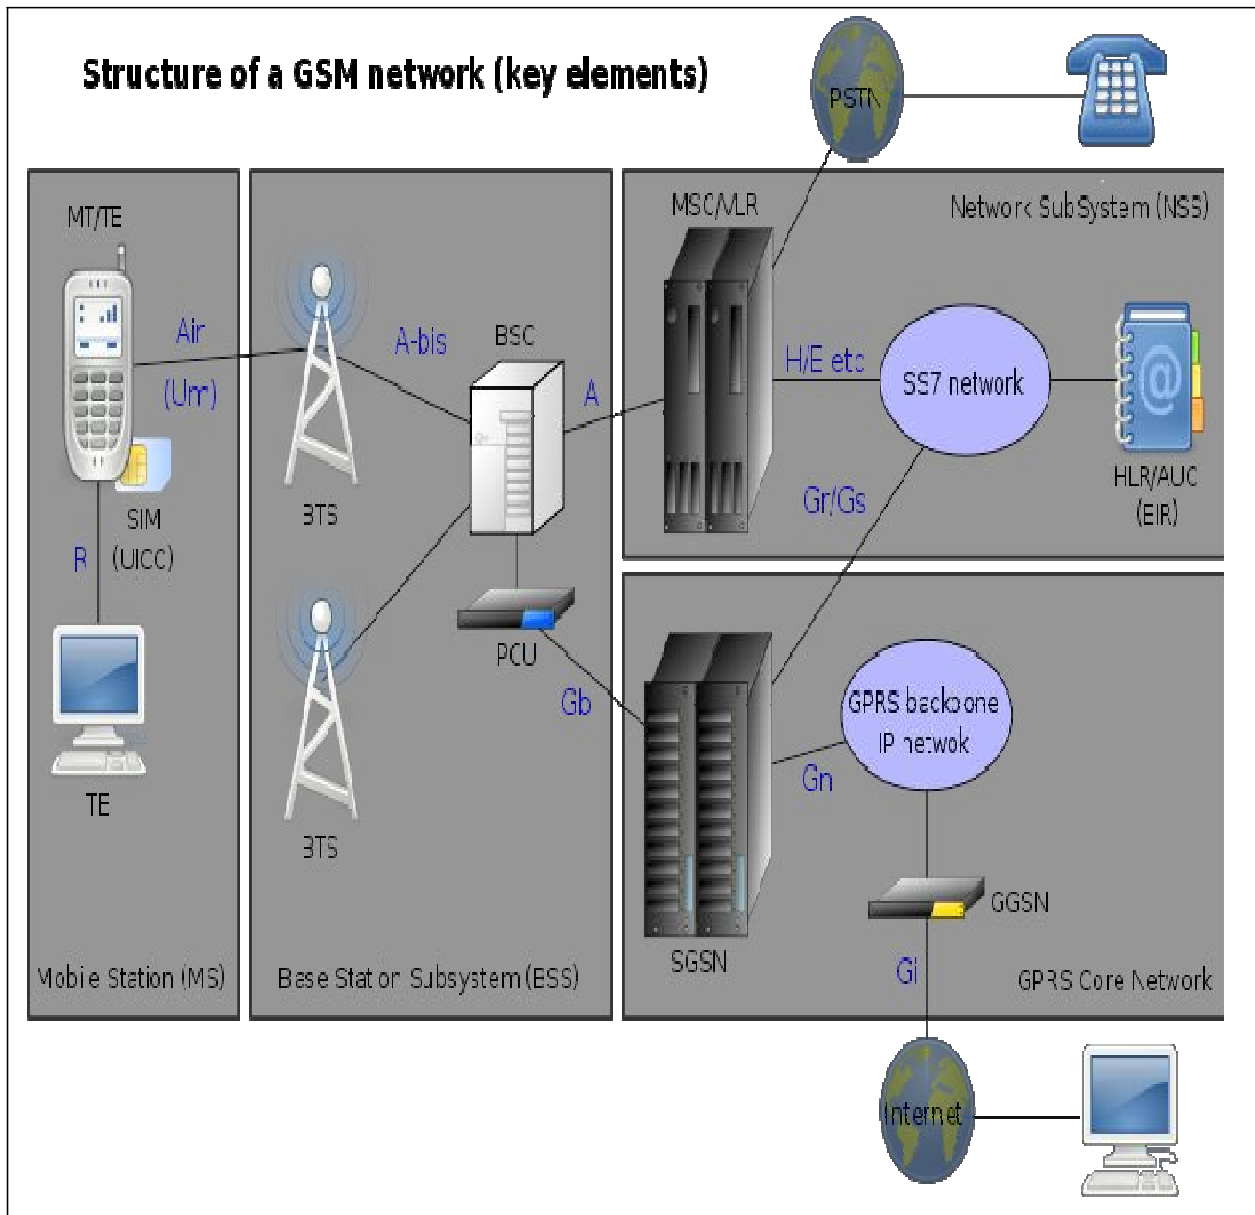 Structure of a GSM network (key elements)
PSTN
MT/TE
Air
(Um)
SIM
(UICC)
R
TE
Mobile Station (MS)
A-bis
BSC
BTS
PCU
BTS
Base Station Subsystem (BSS)
A
Gb
MSC/VLR
Network SubSystem (NSS)
H/E etc
SS7 network
HLR/AUC
(EIR)
Gr/Gs
GPRS backbone
IP netwok
Gn
SGSN
GGSN
Gi
GPRS Core Network
Internet